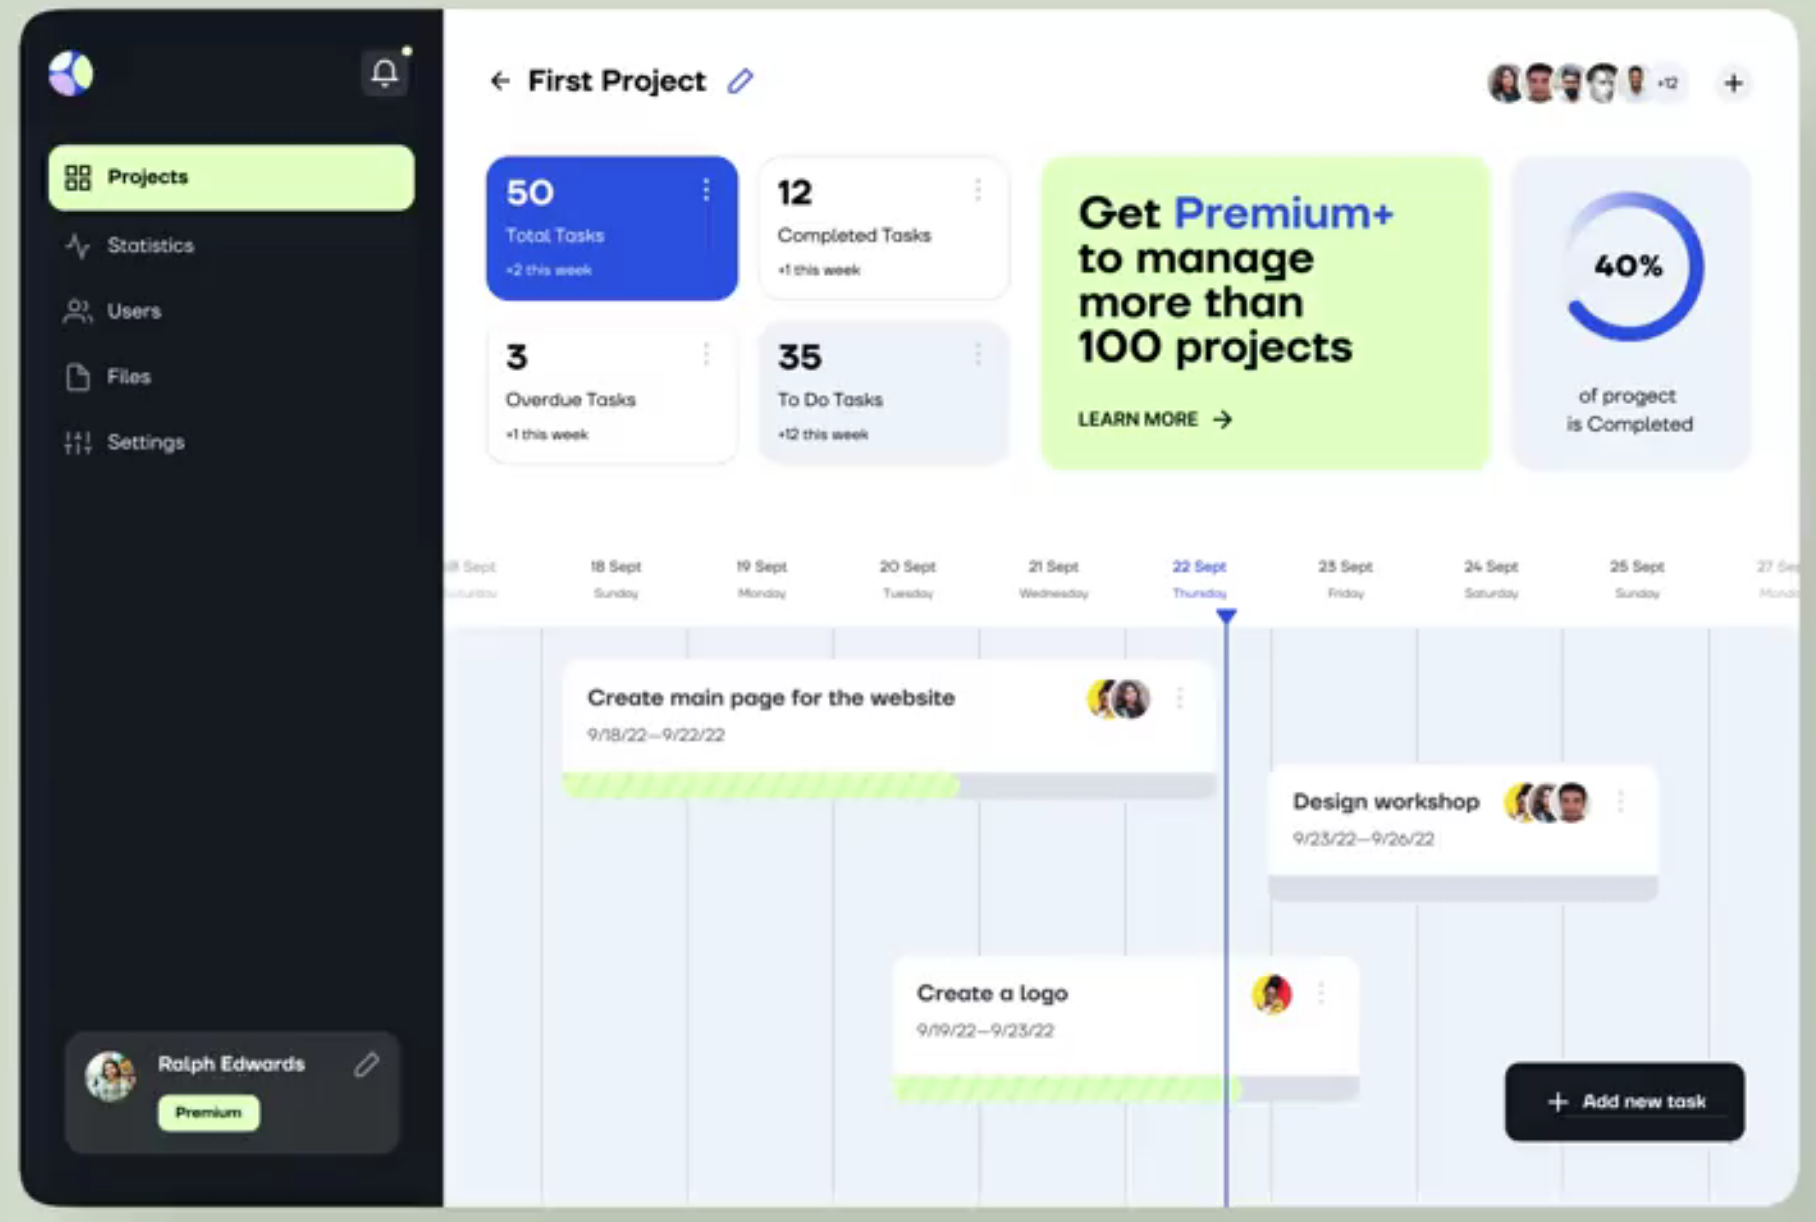 Projects
Statistics
Users
Files
Settings
Ralph Edwards
Premium
First Project
+12
50
Total Tasks
+2 this week
12
Completed Tasks
+1 this week
3
Overdue Tasks
+1 this week
35
To Do Tasks
+12 this week
Get Premium+
to manage
more than
100 projects
LEARN MORE
40%
of progect
is Completed
Sept
18 Sept
Sunday
19 Sept
Monday
20 Sept
Tuesday
21 Sept
Wednesday
22 Sept
Thursday
23 Sept
Friday
24 Sept
Saturday
25 Sept
Sunday
27 Sep
Create main page for the website
9/18/22—9/22/22
Design workshop
9/23/22—9/26/22
Create a logo
9/19/22—9/23/22
Add new task